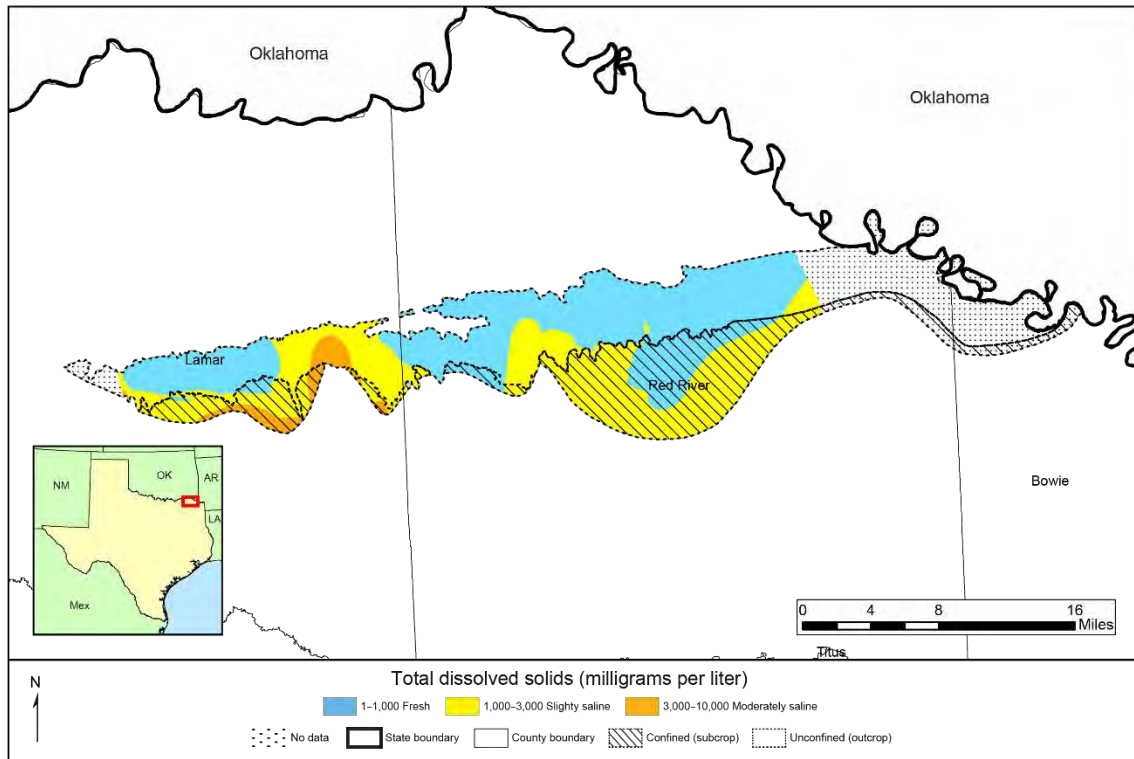 Oklahoma
Oklahoma
Lamar
Red River
Bowie
Titus
NM
OK
AR
LA
Mex
0 4 8 16
Miles
N
Total dissolved solids (milligrams per liter)
1–1,000 Fresh
1,000–3,000 Slighty saline
3,000–10,000 Moderately saline
No data
State boundary
County boundary
Confined (subcrop)
Unconfined (outcrop)